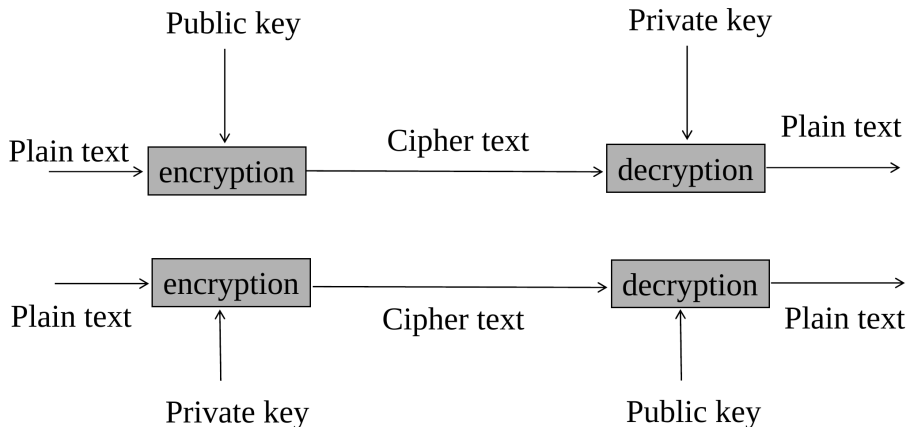 Public key
Private key
Plain text
Cipher text
Plain text
encryption
decryption
encryption
decryption
Plain text
Cipher text
Plain text
Private key
Public key